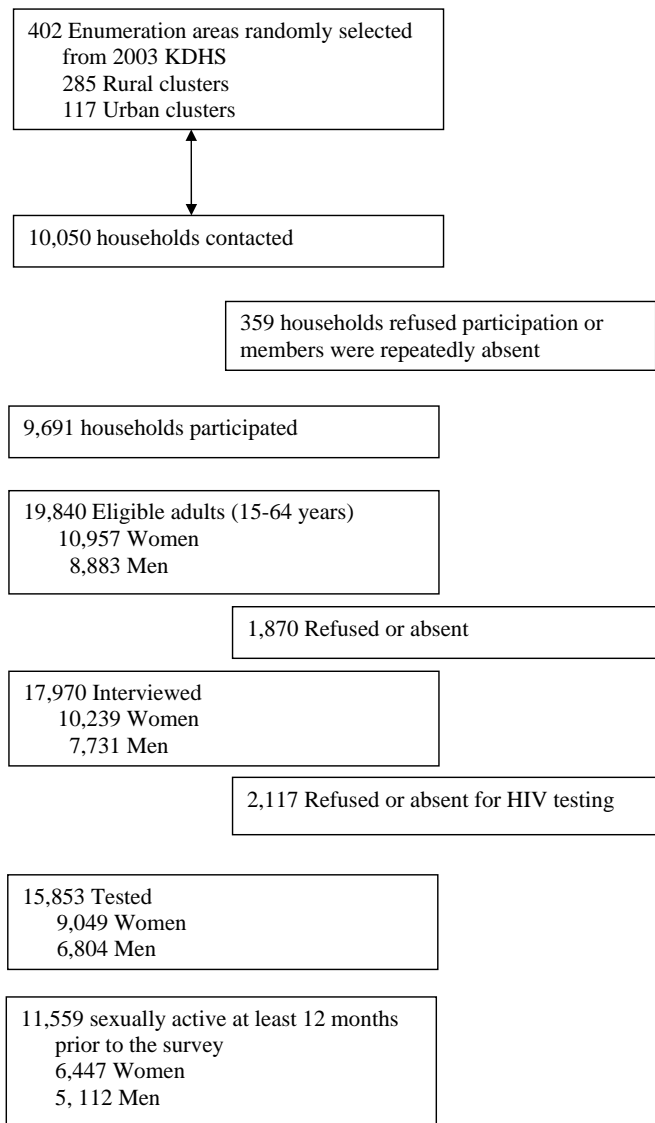 402 Enumeration areas randomly selected
from 2003 KDHS
285 Rural clusters
117 Urban clusters
10,050 households contacted
359 households refused participation or
members were repeatedly absent
9,691 households participated
19,840 Eligible adults (15-64 years)
10,957 Women
8,883 Men
1,870 Refused or absent
17,970 Interviewed
10,239 Women
7,731 Men
2,117 Refused or absent for HIV testing
15,853 Tested
9,049 Women
6,804 Men
11,559 sexually active at least 12 months
prior to the survey
6,447 Women
5, 112 Men